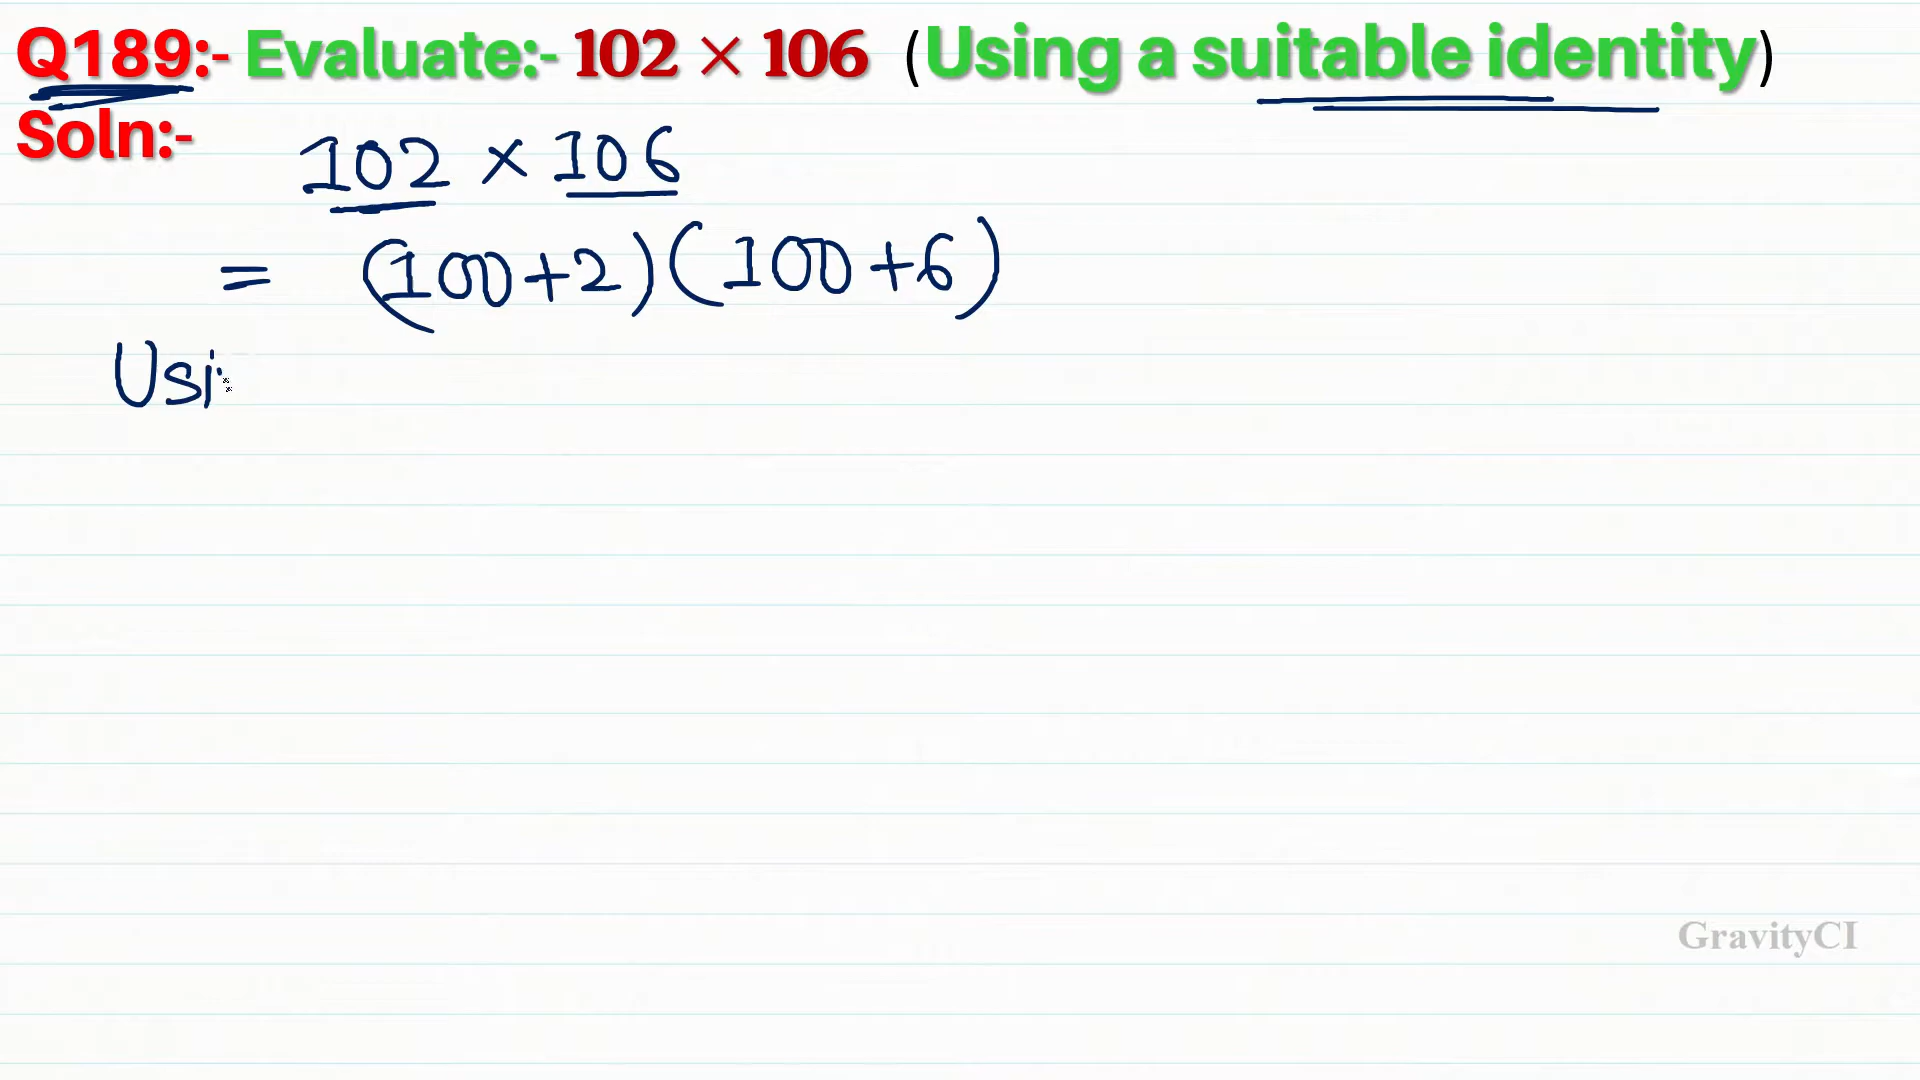 Q189:- Evaluate:- 102 × 106 (Using a suitable identity)
Soln:-
102 × 106
= (100+2)(100+6)
Usi
GravityCI